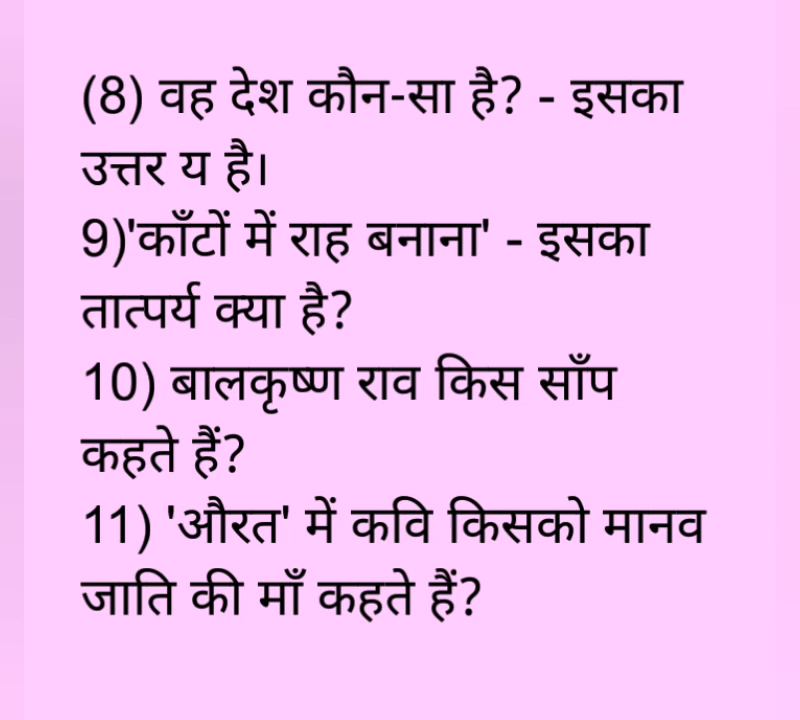 (8) वह देश कौन-सा है? - इसका
उत्तर य है।
9)'काँटों में राह बनाना' - इसका
तात्पर्य क्या है?
10) बालकृष्ण राव किस साँप
कहते हैं?
11) 'औरत' में कवि किसको मानव
जाति की माँ कहते हैं?